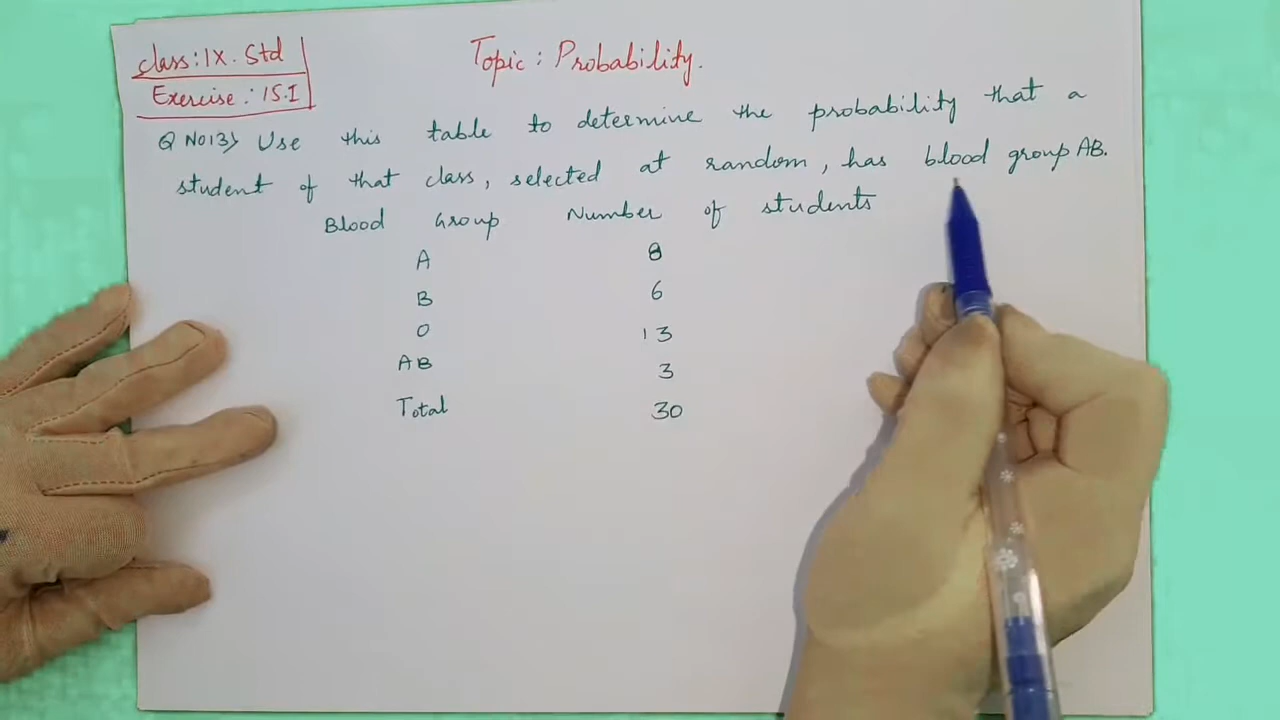 class: IX. Std
Topic: Probability.
Exercise: 15.1
Q NO13) Use this table to determine the probability that a
student of that class, selected at random, has blood group AB.
Blood Group Number of students
A 8
B 6
O 13
AB 3
Total 30